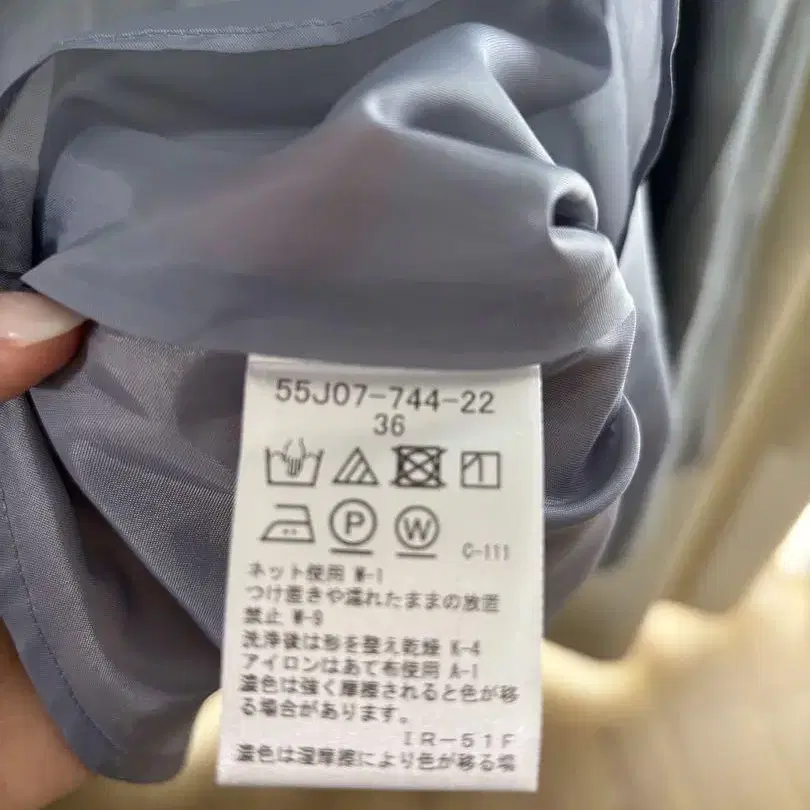 55J07-744-22
36
P W C-111
ネット使用 W-1
つけ置きや濡れたままの放置
禁止 W-9
洗浄後は形を整え乾燥 K-4
アイロンはあて布使用 A-1
濃色は強く摩擦されると色が移
る場合があります。
IR-51F
濃色は湿摩擦により色が移る場